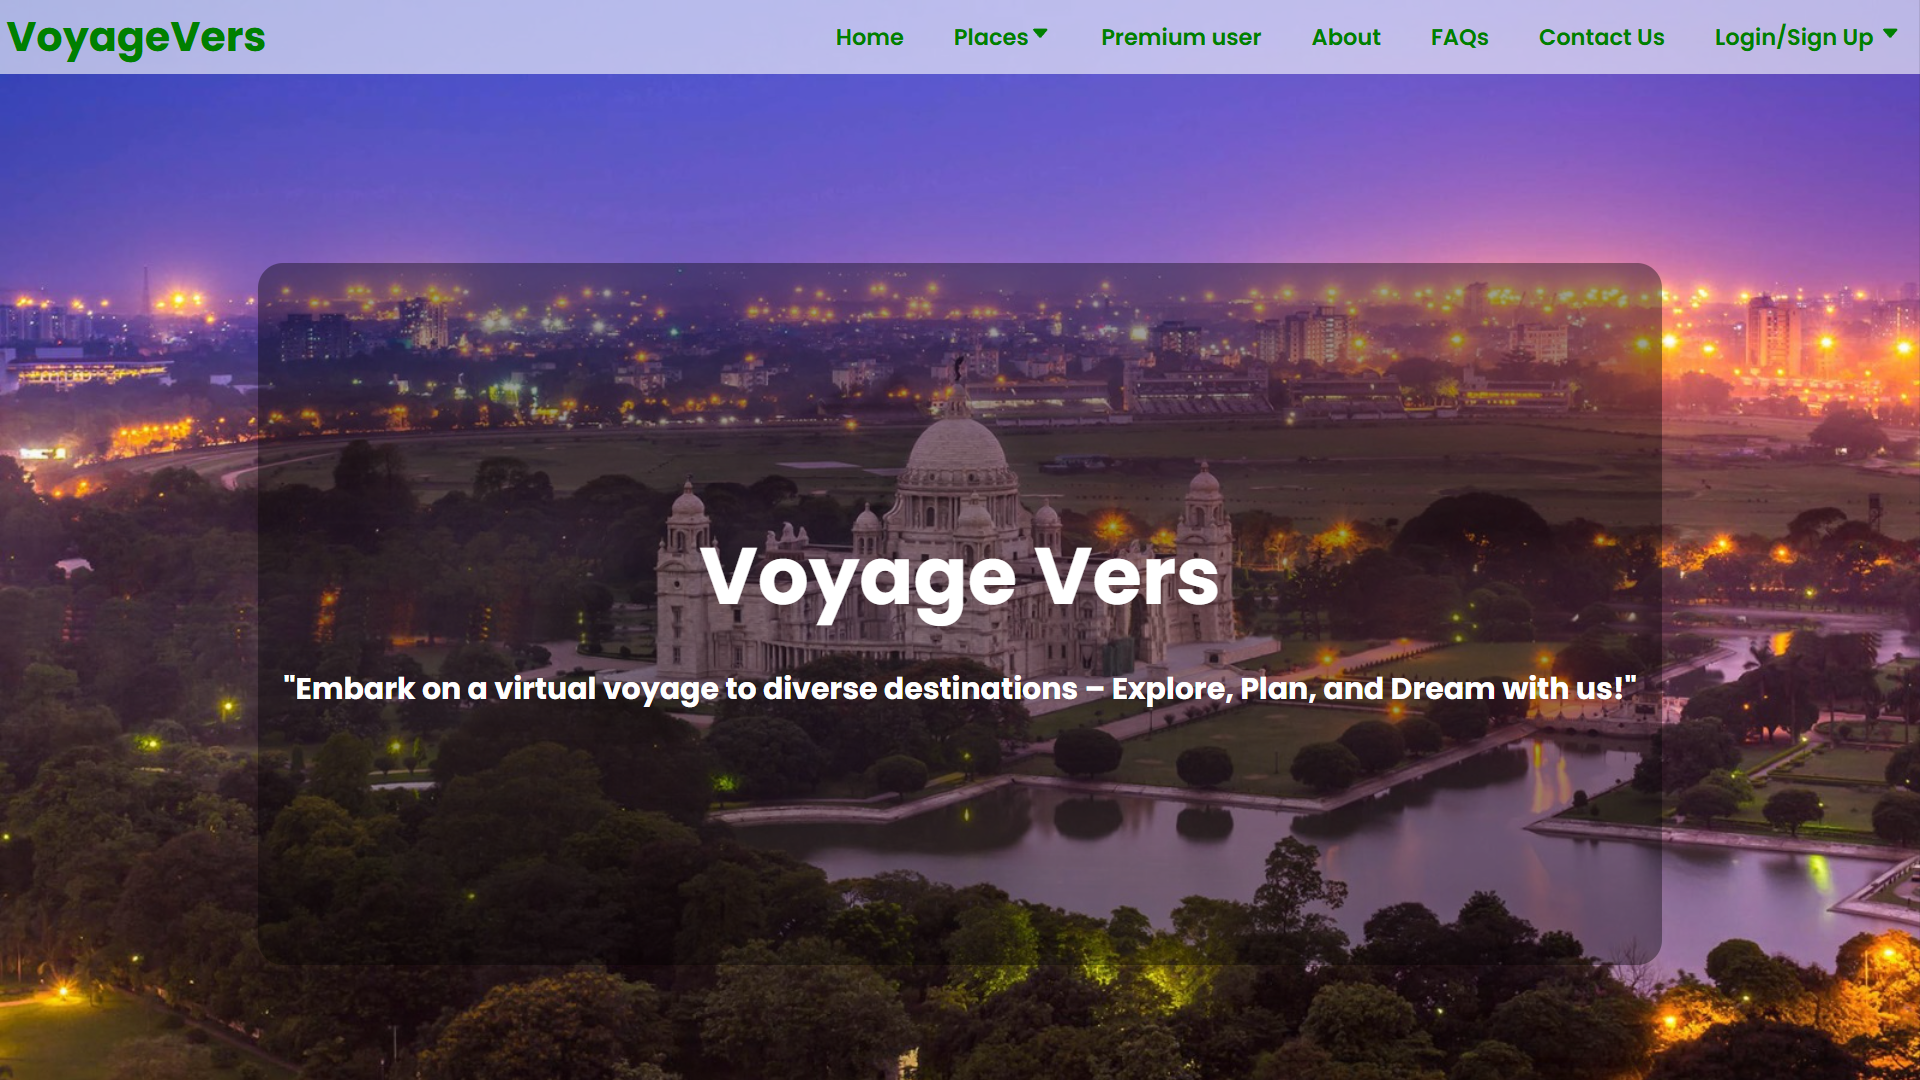 VoyageVers
Home Places Premium user About FAQs Contact Us Login/Sign Up
Voyage Vers
"Embark on a virtual voyage to diverse destinations – Explore, Plan, and Dream with us!"